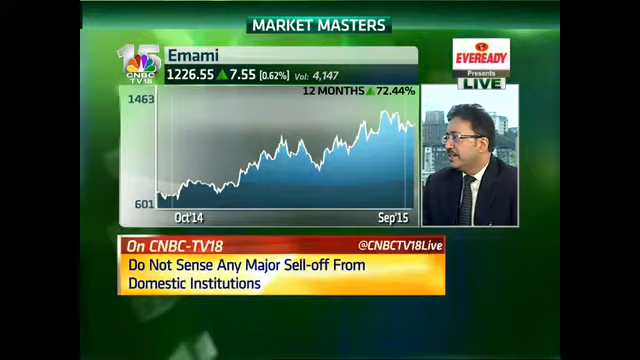 MARKET MASTERS
15
CNBC
TV18
Emami
1226.55 ▲ 7.55 [0.62%] Vol: 4,147
EVEREADY
Presents
LIVE
12 MONTHS ▲ 72.44%
1463
601
Oct'14 Sep'15
On CNBC-TV18 @CNBCTV18Live
Do Not Sense Any Major Sell-off From
Domestic Institutions